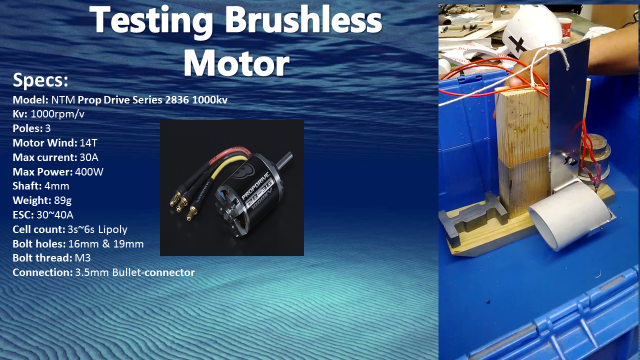 Testing Brushless
Motor
Specs:
Model: NTM Prop Drive Series 2836 1000kv
Kv: 1000rpm/v
Poles: 3
Motor Wind: 14T
Max current: 30A
Max Power: 400W
Shaft: 4mm
Weight: 89g
ESC: 30~40A
Cell count: 3s~6s Lipoly
Bolt holes: 16mm & 19mm
Bolt thread: M3
Connection: 3.5mm Bullet-connector
PROPDRIVE